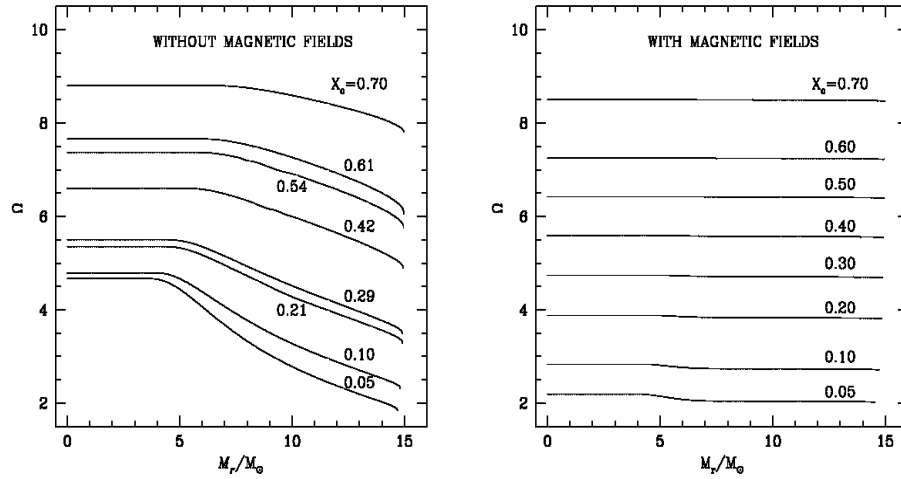 WITHOUT MAGNETIC FIELDS
10
8
6
4
2
Ω
Xc=0.70
0.61
0.54
0.42
0.29
0.21
0.10
0.05
0 5 10 15
Mr/M⊙
WITH MAGNETIC FIELDS
10
8
6
4
2
Ω
Xc=0.70
0.60
0.50
0.40
0.30
0.20
0.10
0.05
0 5 10 15
Mr/M⊙